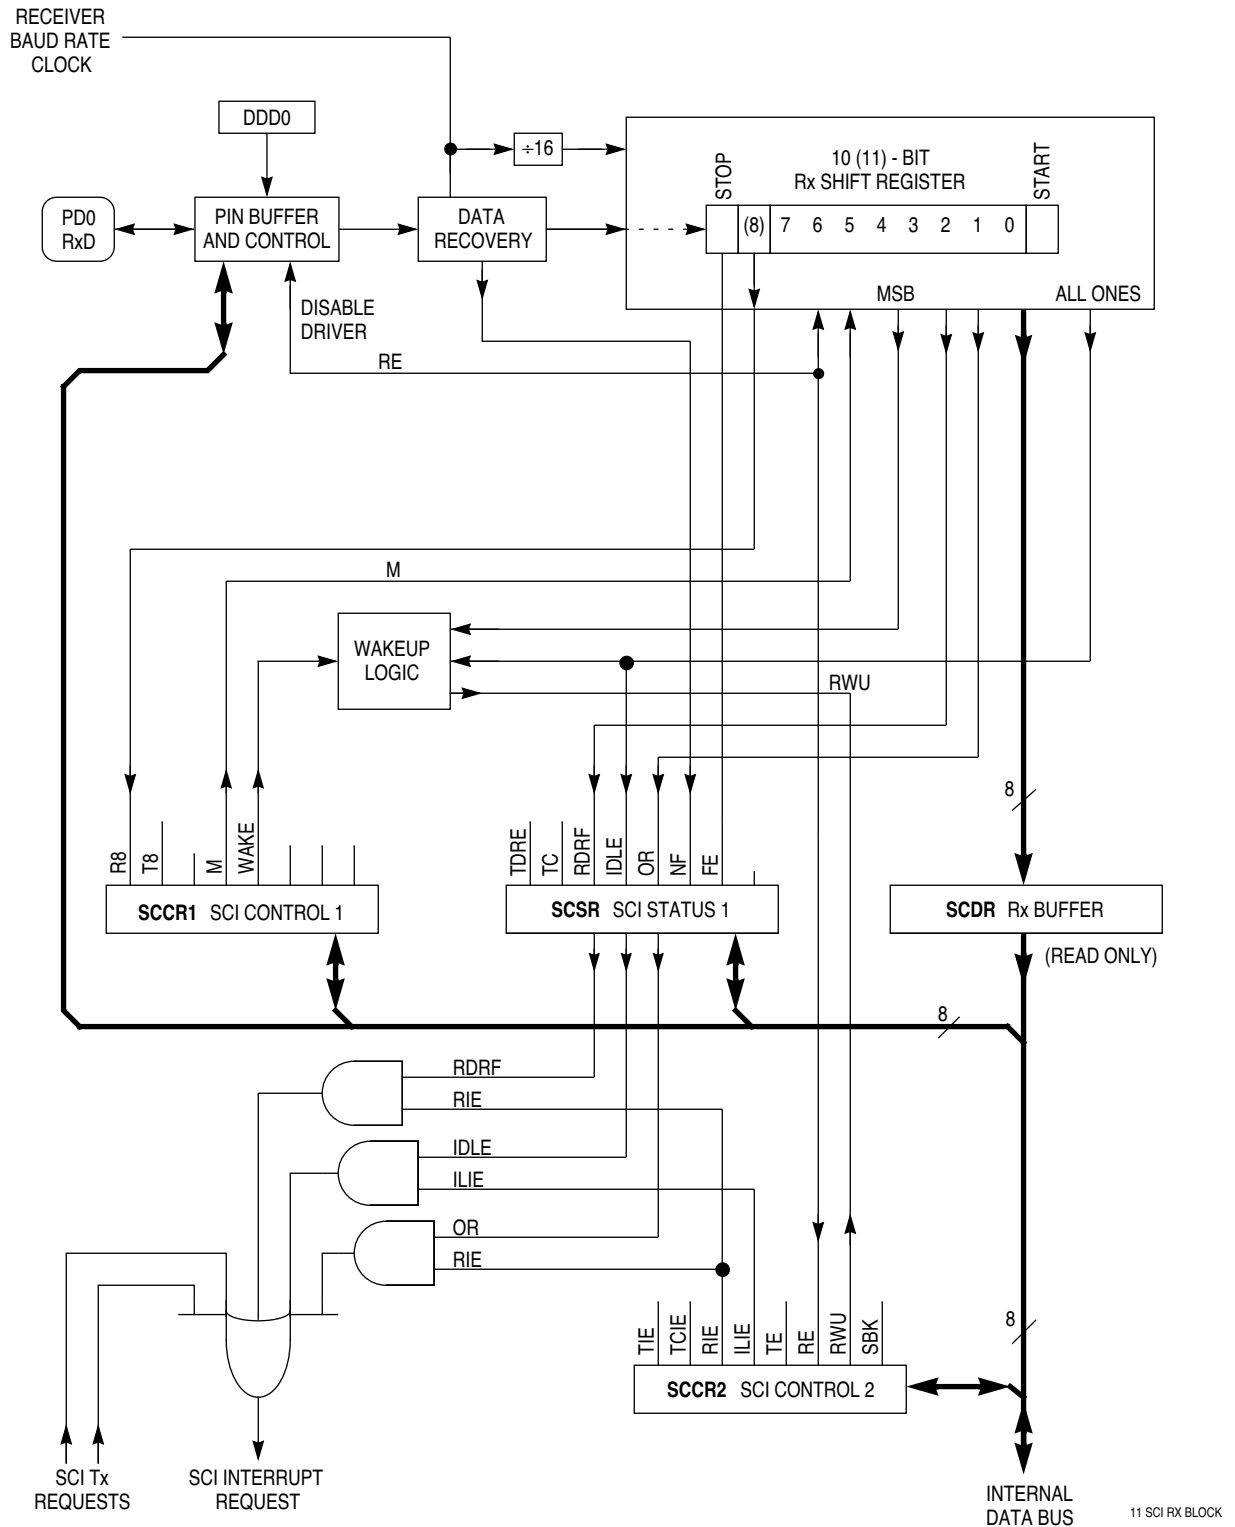 RECEIVER
BAUD RATE
CLOCK
DDD0
÷16
10 (11) - BIT
Rx SHIFT REGISTER
STOP
START
PD0
RxD
PIN BUFFER
AND CONTROL
DATA
RECOVERY
(8) 7 6 5 4 3 2 1 0
MSB
ALL ONES
DISABLE
DRIVER
RE
M
WAKEUP
LOGIC
RWU
8
R8
T8
M
WAKE
TDRE
TC
RDRF
IDLE
OR
NF
FE
SCCR1 SCI CONTROL 1
SCSR SCI STATUS 1
SCDR Rx BUFFER
(READ ONLY)
8
RDRF
RIE
IDLE
ILIE
OR
RIE
8
TIE
TCIE
RIE
ILIE
TE
RE
RWU
SBK
SCCR2 SCI CONTROL 2
SCI Tx
REQUESTS
SCI INTERRUPT
REQUEST
INTERNAL
DATA BUS
11 SCI RX BLOCK